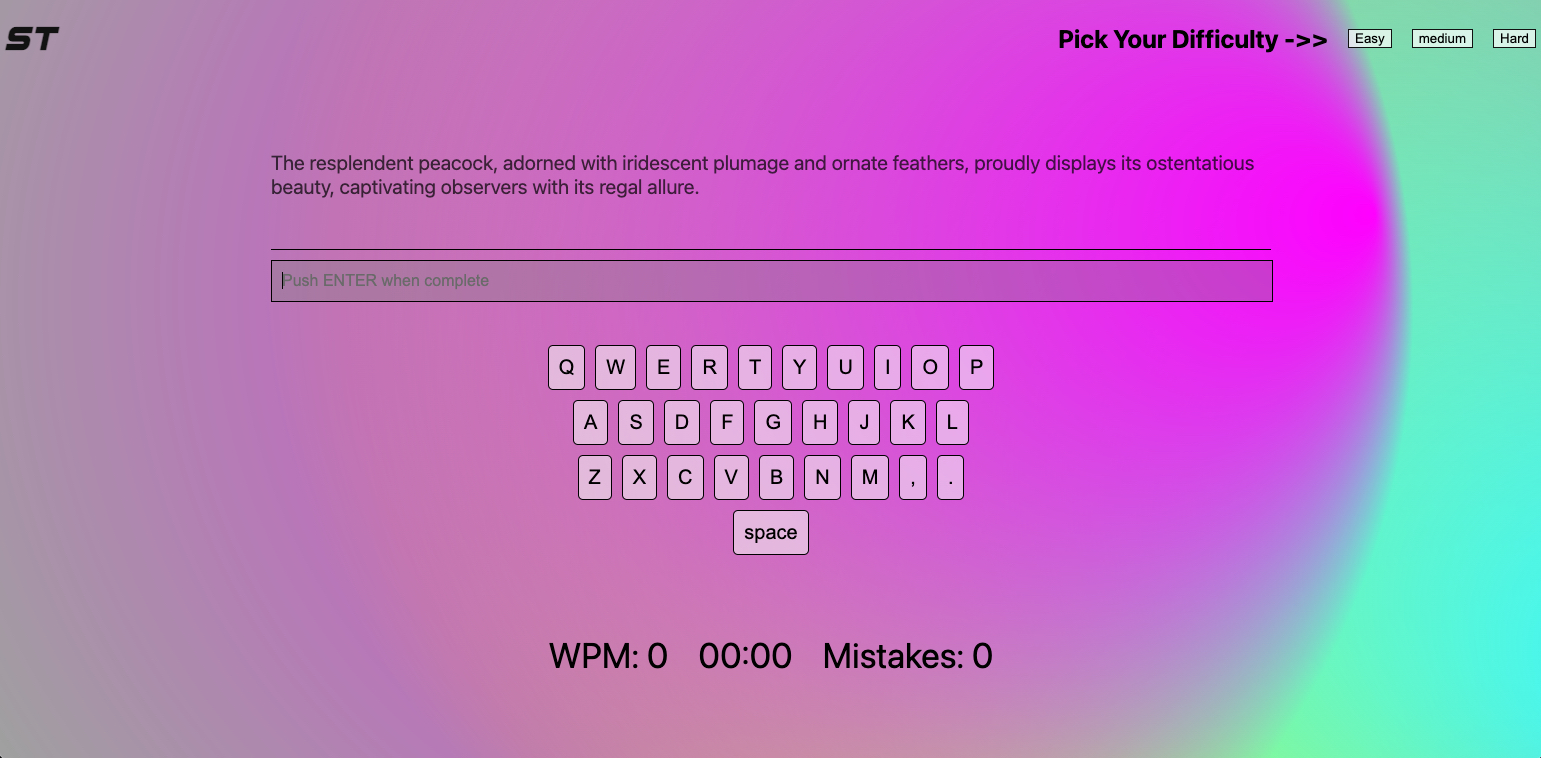 ST
Pick Your Difficulty ->> Easy medium Hard
The resplendent peacock, adorned with iridescent plumage and ornate feathers, proudly displays its ostentatious
beauty, captivating observers with its regal allure.
Push ENTER when complete
Q W E R T Y U I O P
A S D F G H J K L
Z X C V B N M , .
space
WPM: 0 00:00 Mistakes: 0